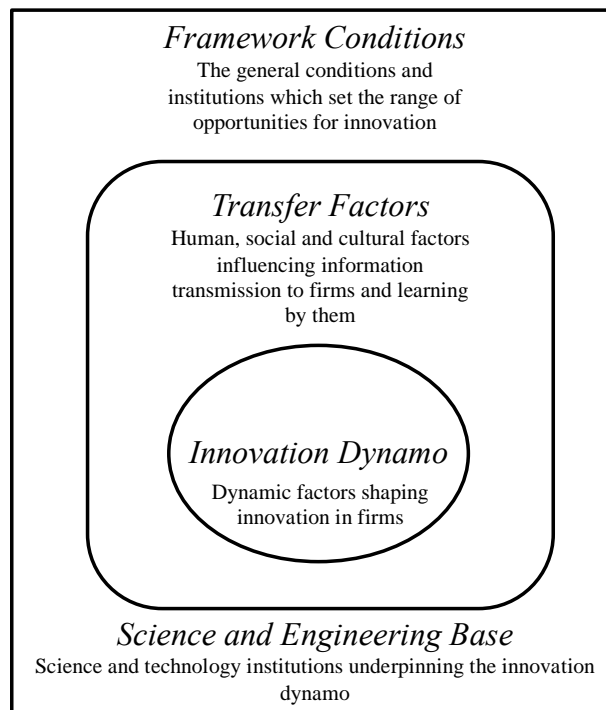 Framework Conditions
The general conditions and
institutions which set the range of
opportunities for innovation
Transfer Factors
Human, social and cultural factors
influencing information
transmission to firms and learning
by them
Innovation Dynamo
Dynamic factors shaping
innovation in firms
Science and Engineering Base
Science and technology institutions underpinning the innovation
dynamo